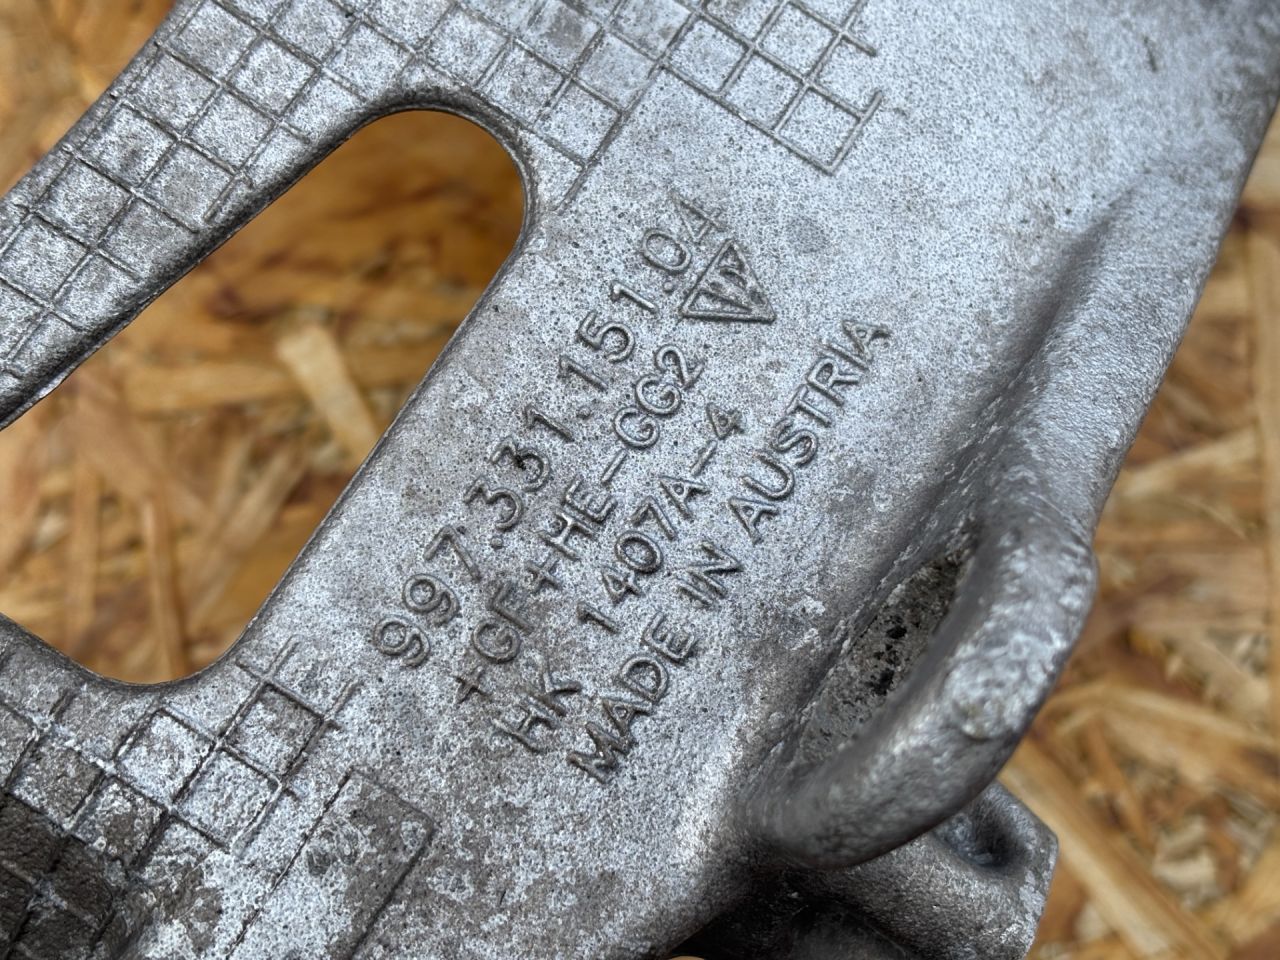 997.331.151.04
+GF+HE-GG2
HK 1407A-4
MADE IN AUSTRIA